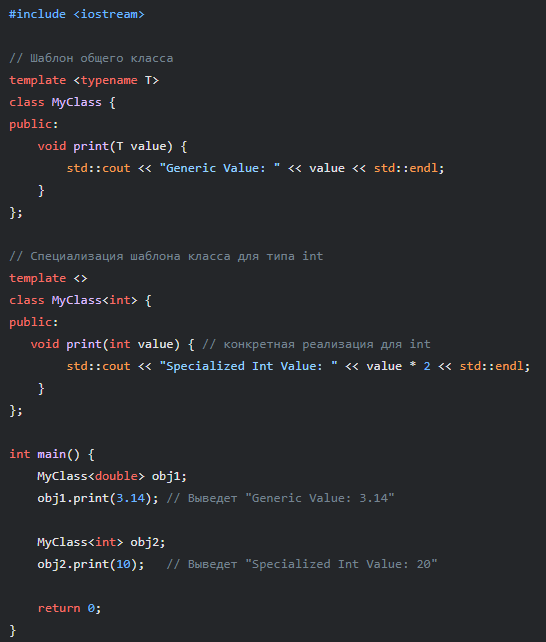 #include <iostream>

// Шаблон общего класса
template <typename T>
class MyClass {
public:
    void print(T value) {
        std::cout << "Generic Value: " << value << std::endl;
    }
};

// Специализация шаблона класса для типа int
template <>
class MyClass<int> {
public:
   void print(int value) { // конкретная реализация для int
        std::cout << "Specialized Int Value: " << value * 2 << std::endl;
    }
};

int main() {
    MyClass<double> obj1;
    obj1.print(3.14); // Выведет "Generic Value: 3.14"

    MyClass<int> obj2;
    obj2.print(10);   // Выведет "Specialized Int Value: 20"

    return 0;
}